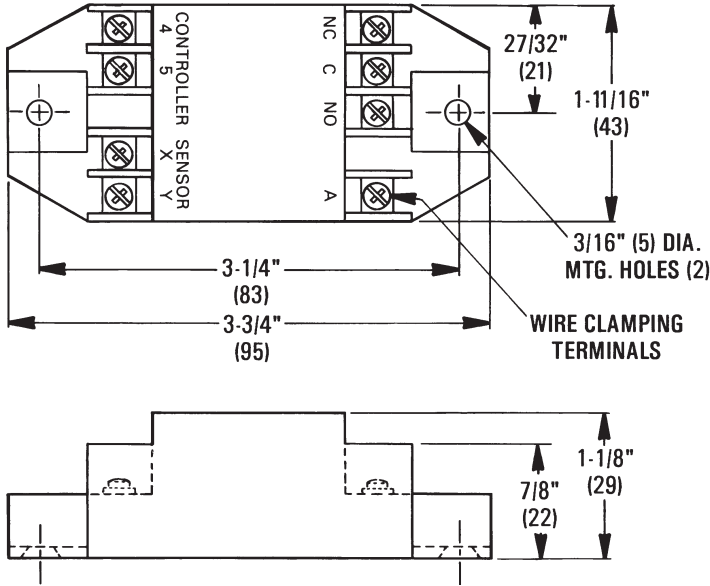 CONTROLLER
4 5
SENSOR
X Y
NC C NO A
27/32"
(21)
1-11/16"
(43)
3/16" (5) DIA.
MTG. HOLES (2)
3-1/4"
(83)
3-3/4"
(95)
WIRE CLAMPING
TERMINALS
7/8"
(22)
1-1/8"
(29)